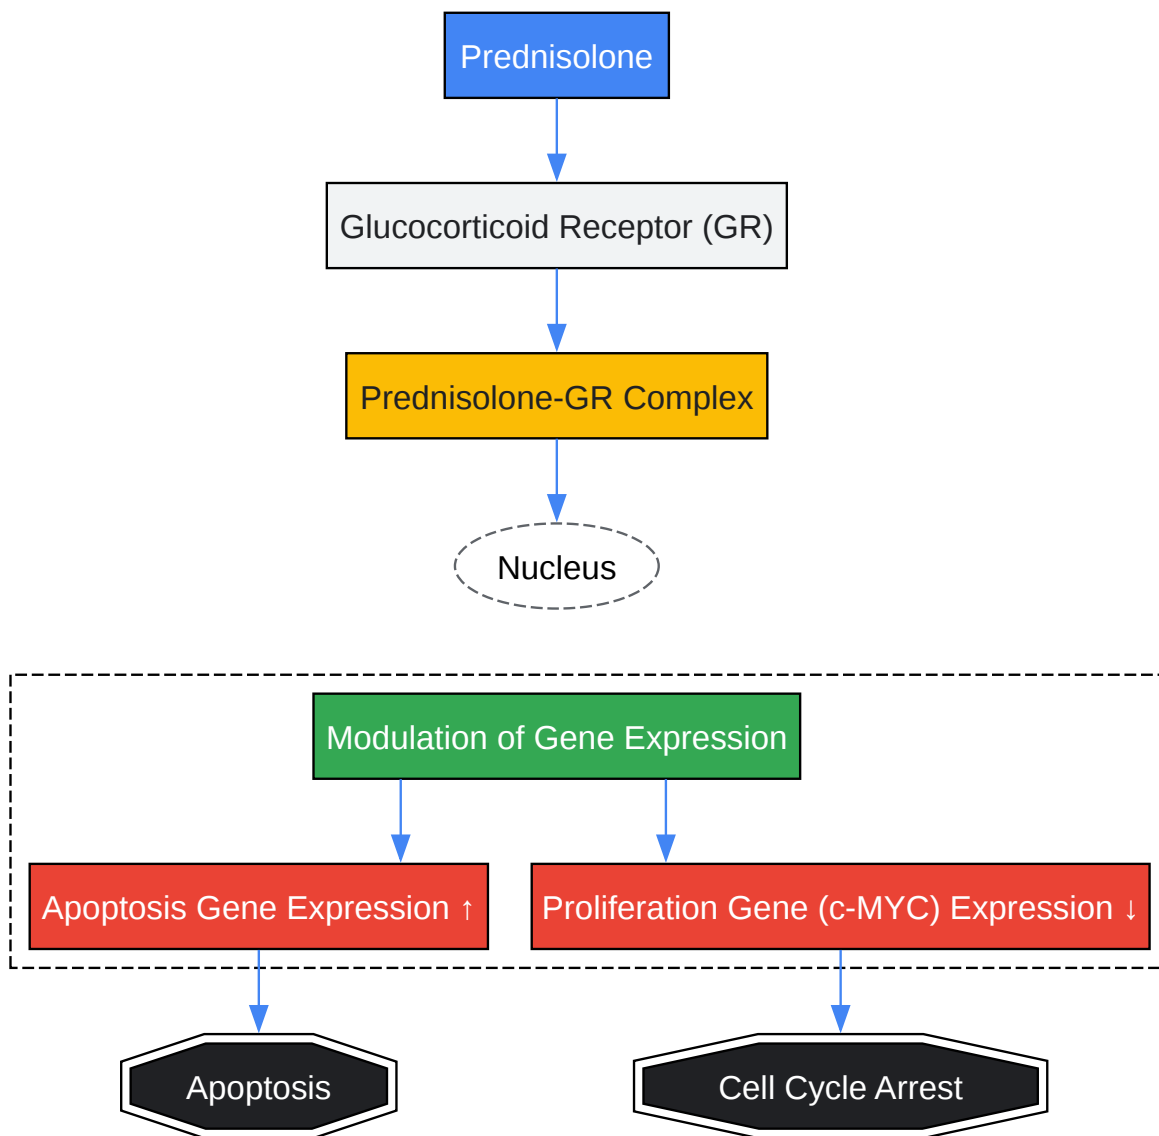 Prednisolone
Glucocorticoid Receptor (GR)
Prednisolone-GR Complex
Nucleus
Modulation of Gene Expression
Apoptosis Gene Expression ↑
Proliferation Gene (c-MYC) Expression ↓
Apoptosis
Cell Cycle Arrest